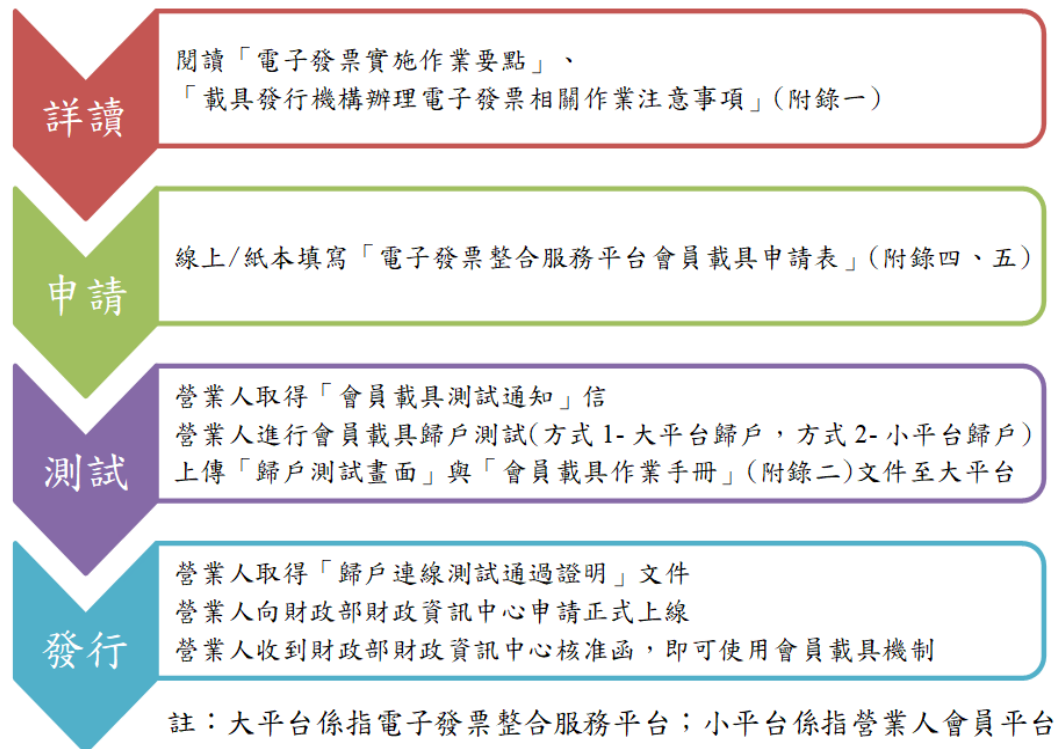 詳讀
閱讀「電子發票實施作業要點」、
「載具發行機構辦理電子發票相關作業注意事項」(附錄一)
申請
線上/紙本填寫「電子發票整合服務平台會員載具申請表」(附錄四、五)
測試
營業人取得「會員載具測試通知」信
營業人進行會員載具歸戶測試(方式 1- 大平台歸戶，方式 2- 小平台歸戶)
上傳「歸戶測試畫面」與「會員載具作業手冊」(附錄二)文件至大平台
發行
營業人取得「歸戶連線測試通過證明」文件
營業人向財政部財政資訊中心申請正式上線
營業人收到財政部財政資訊中心核准函，即可使用會員載具機制
註：大平台係指電子發票整合服務平台；小平台係指營業人會員平台